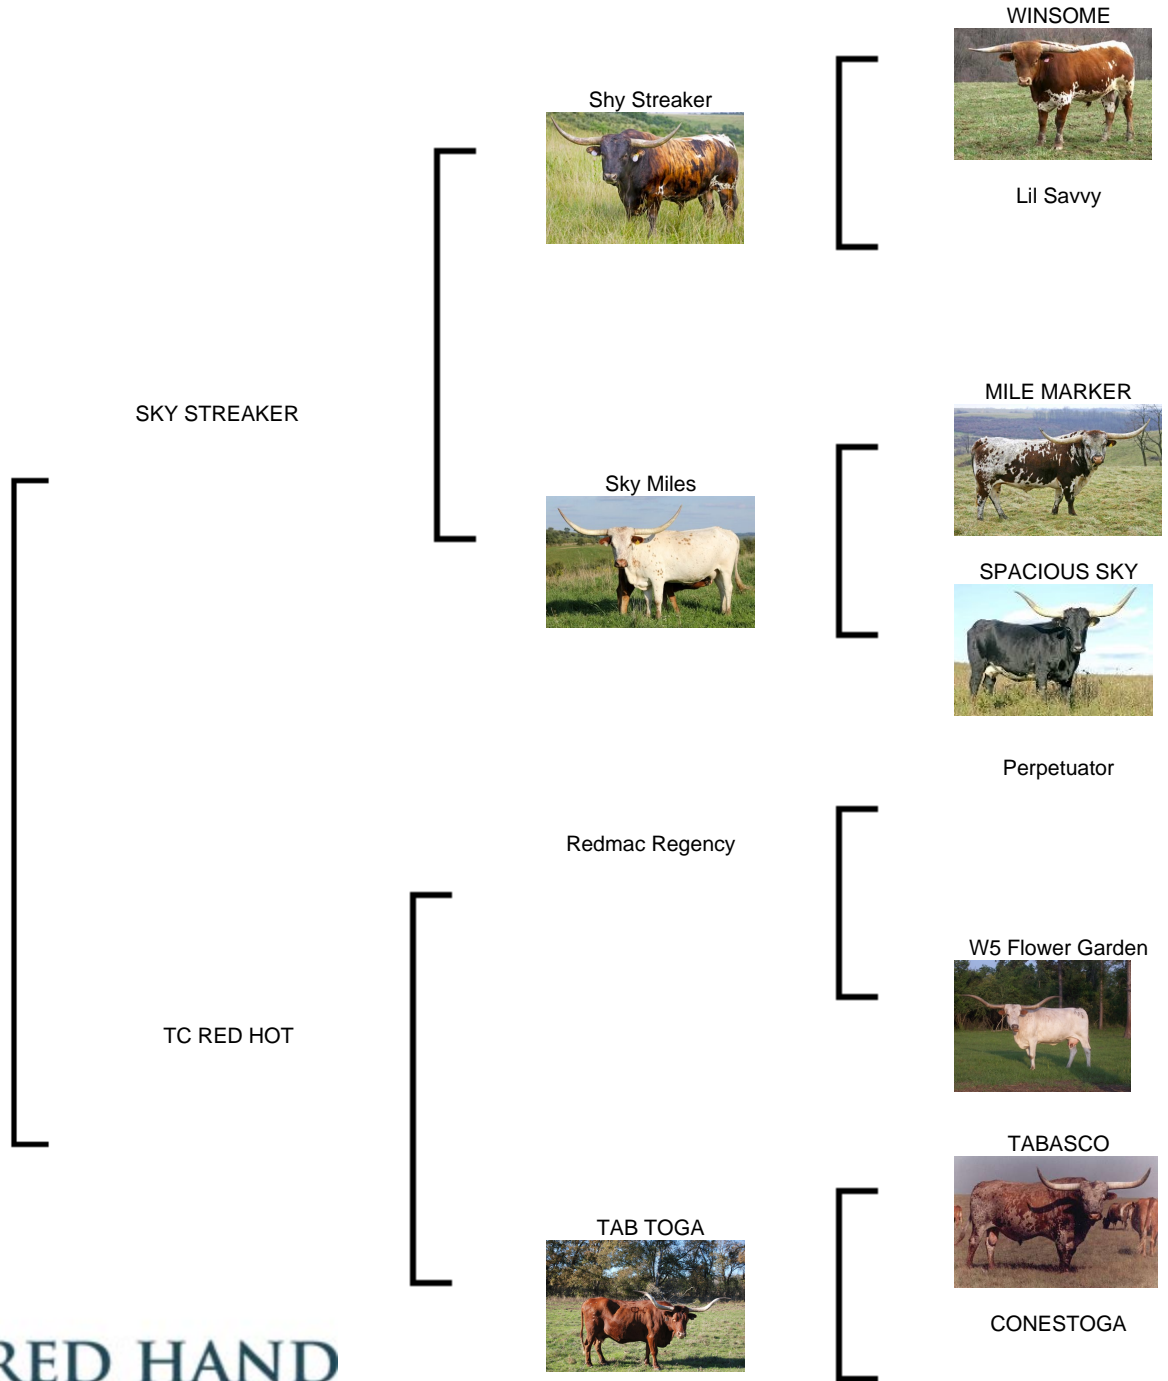 WINSOME
Shy Streaker
Lil Savvy
MILE MARKER
SKY STREAKER
Sky Miles
SPACIOUS SKY
Perpetuator
Redmac Regency
W5 Flower Garden
TC RED HOT
TABASCO
TAB TOGA
CONESTOGA
RED HAND